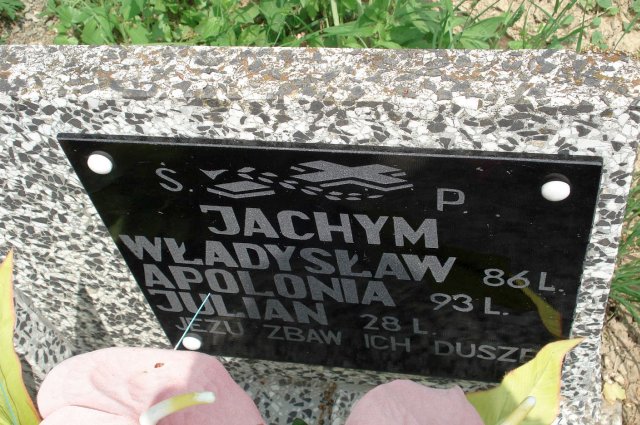 Ś. P.
JACHYM
WŁADYSŁAW 86 L.
APOLONIA 93 L.
JULIAN 28 L.
JEZU ZBAW ICH DUSZE